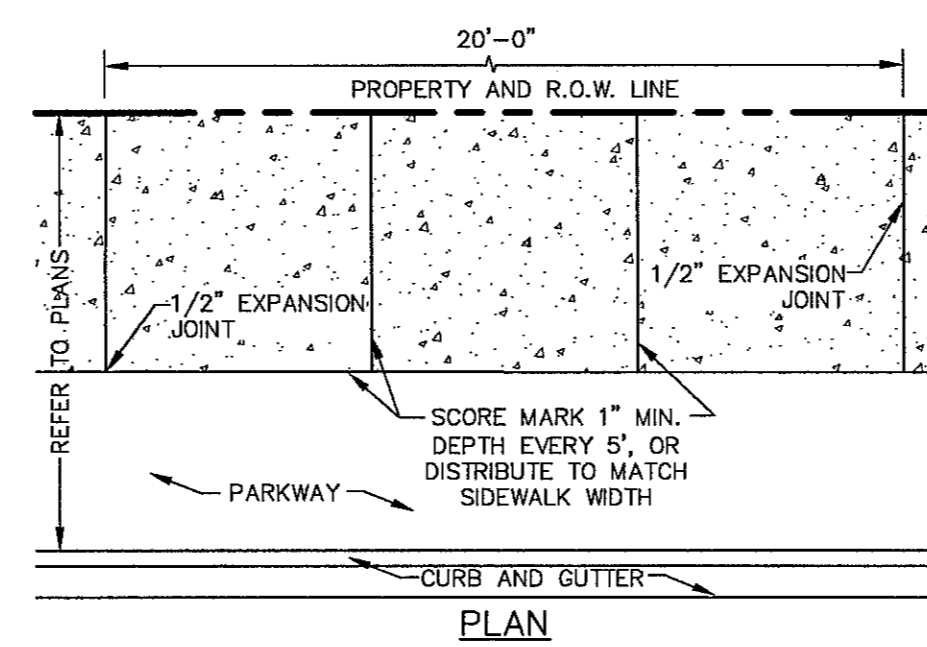 20'-0"
PROPERTY AND R.O.W. LINE
REFER TO PLANS
1/2" EXPANSION
JOINT
1/2" EXPANSION
JOINT
SCORE MARK 1" MIN.
DEPTH EVERY 5', OR
DISTRIBUTE TO MATCH
SIDEWALK WIDTH
PARKWAY
CURB AND GUTTER
PLAN